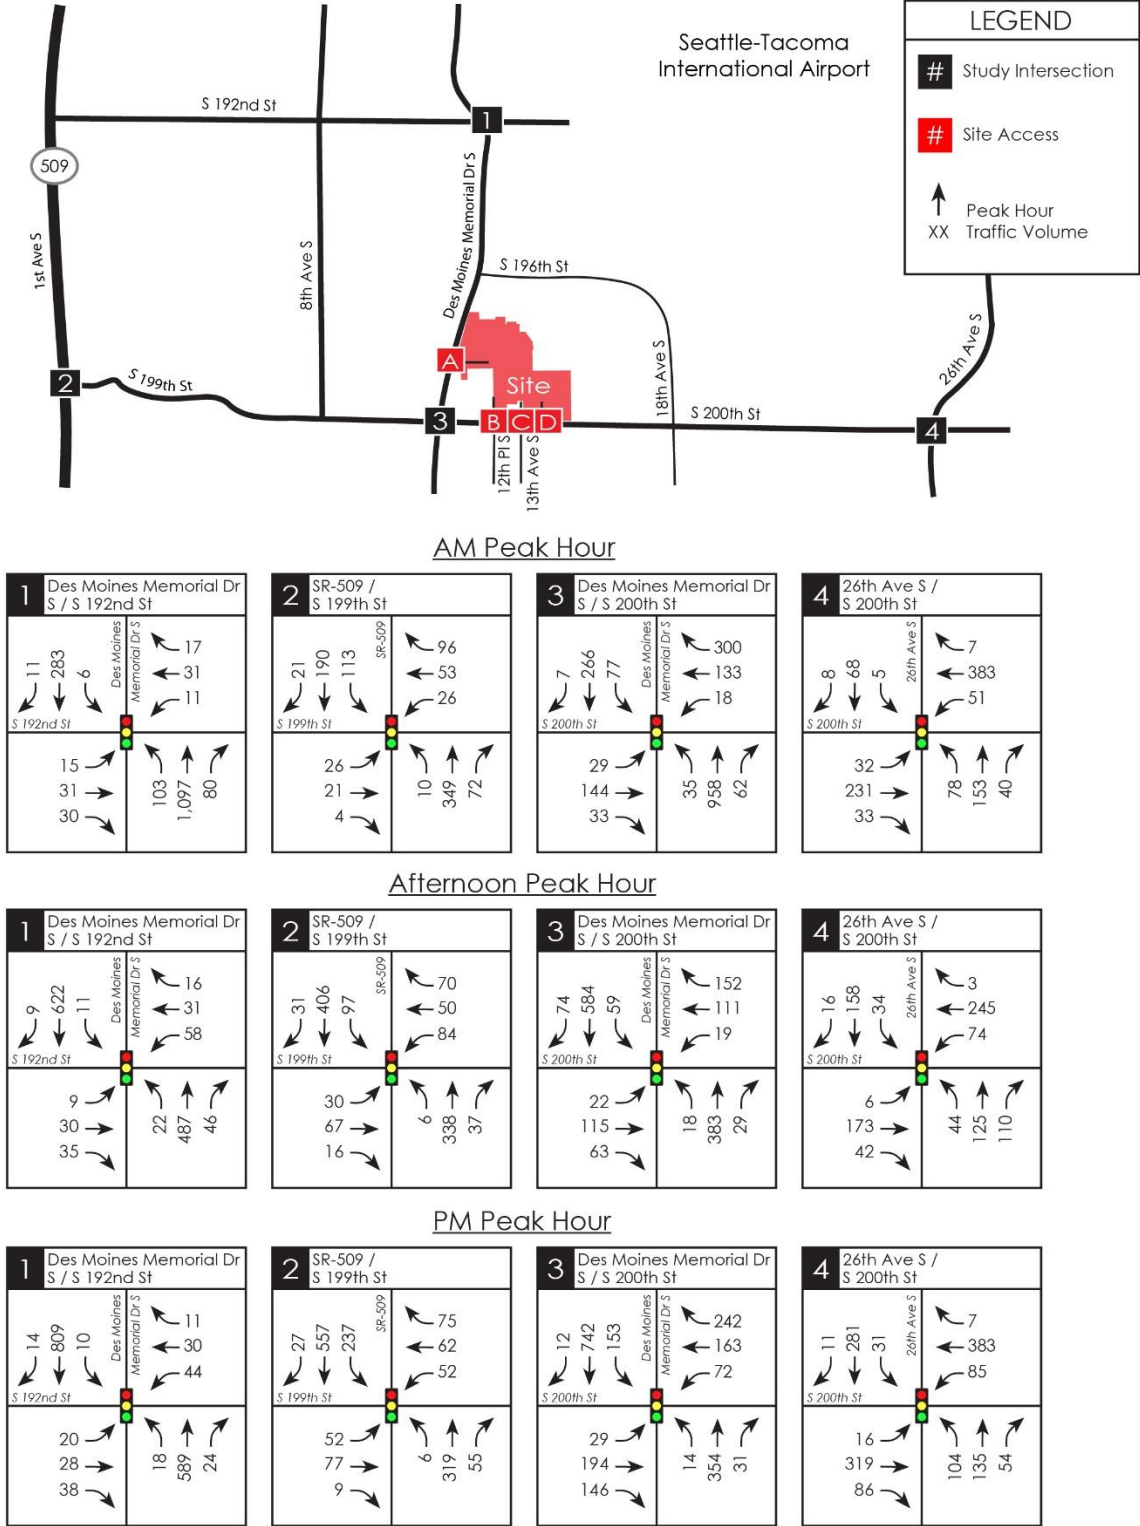 Seattle-Tacoma
International Airport
LEGEND
# Study Intersection
# Site Access
Peak Hour
XX Traffic Volume
S 192nd St
1
509
1st Ave S
8th Ave S
Des Moines Memorial Dr S
S 196th St
18th Ave S
26th Ave S
2
S 199th St
A
Site
3
B
C
D
S 200th St
4
12th Pl S
13th Ave S
AM Peak Hour
1 Des Moines Memorial Dr
S / S 192nd St
11 283 6
Des Moines
Memorial Dr S
17
31
11
S 192nd St
15
31
30
103 1,097 80
2 SR-509 /
S 199th St
21 190 113
SR-509
96
53
26
S 199th St
26
21
4
10 349 72
3 Des Moines Memorial Dr
S / S 200th St
7 266 77
Des Moines
Memorial Dr S
300
133
18
S 200th St
29
144
33
35 958 62
4 26th Ave S /
S 200th St
8 68 5
26th Ave S
7
383
51
S 200th St
32
231
33
78 153 40
Afternoon Peak Hour
1 Des Moines Memorial Dr
S / S 192nd St
9 622 11
Des Moines
Memorial Dr S
16
31
58
S 192nd St
9
30
35
22 487 46
2 SR-509 /
S 199th St
31 406 97
SR-509
70
50
84
S 199th St
30
67
16
6 338 37
3 Des Moines Memorial Dr
S / S 200th St
74 584 59
Des Moines
Memorial Dr S
152
111
19
S 200th St
22
115
63
18 383 29
4 26th Ave S /
S 200th St
16 158 34
26th Ave S
3
245
74
S 200th St
6
173
42
44 125 110
PM Peak Hour
1 Des Moines Memorial Dr
S / S 192nd St
14 809 10
Des Moines
Memorial Dr S
11
30
44
S 192nd St
20
28
38
18 589 24
2 SR-509 /
S 199th St
27 557 237
SR-509
75
62
52
S 199th St
52
77
9
6 319 55
3 Des Moines Memorial Dr
S / S 200th St
12 742 153
Des Moines
Memorial Dr S
242
163
72
S 200th St
29
194
146
14 354 31
4 26th Ave S /
S 200th St
11 281 31
26th Ave S
7
383
85
S 200th St
16
319
86
104 135 54